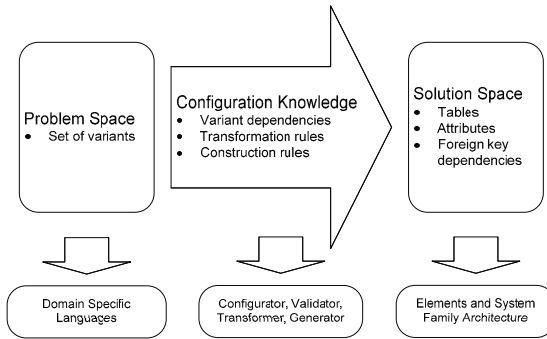 Problem Space
• Set of variants
Configuration Knowledge
• Variant dependencies
• Transformation rules
• Construction rules
Solution Space
• Tables
• Attributes
• Foreign key
dependencies
Domain Specific
Languages
Configurator, Validator,
Transformer, Generator
Elements and System
Family Architecture